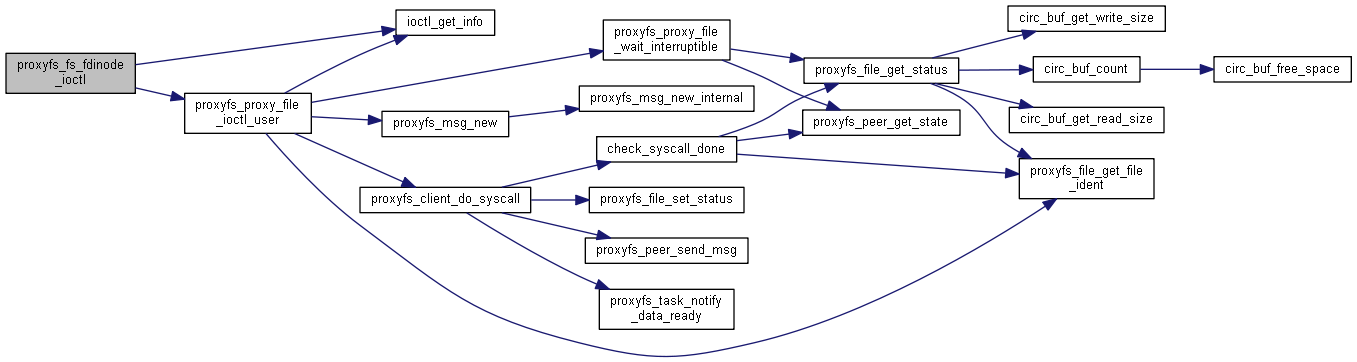 proxyfs_fs_fdinode
_ioctl
ioctl_get_info
proxyfs_proxy_file
_ioctl_user
proxyfs_proxy_file
_wait_interruptible
proxyfs_msg_new
proxyfs_msg_new_internal
proxyfs_client_do_syscall
check_syscall_done
proxyfs_file_set_status
proxyfs_peer_send_msg
proxyfs_task_notify
_data_ready
proxyfs_file_get_status
proxyfs_peer_get_state
circ_buf_get_write_size
circ_buf_count
circ_buf_free_space
circ_buf_get_read_size
proxyfs_file_get_file
_ident